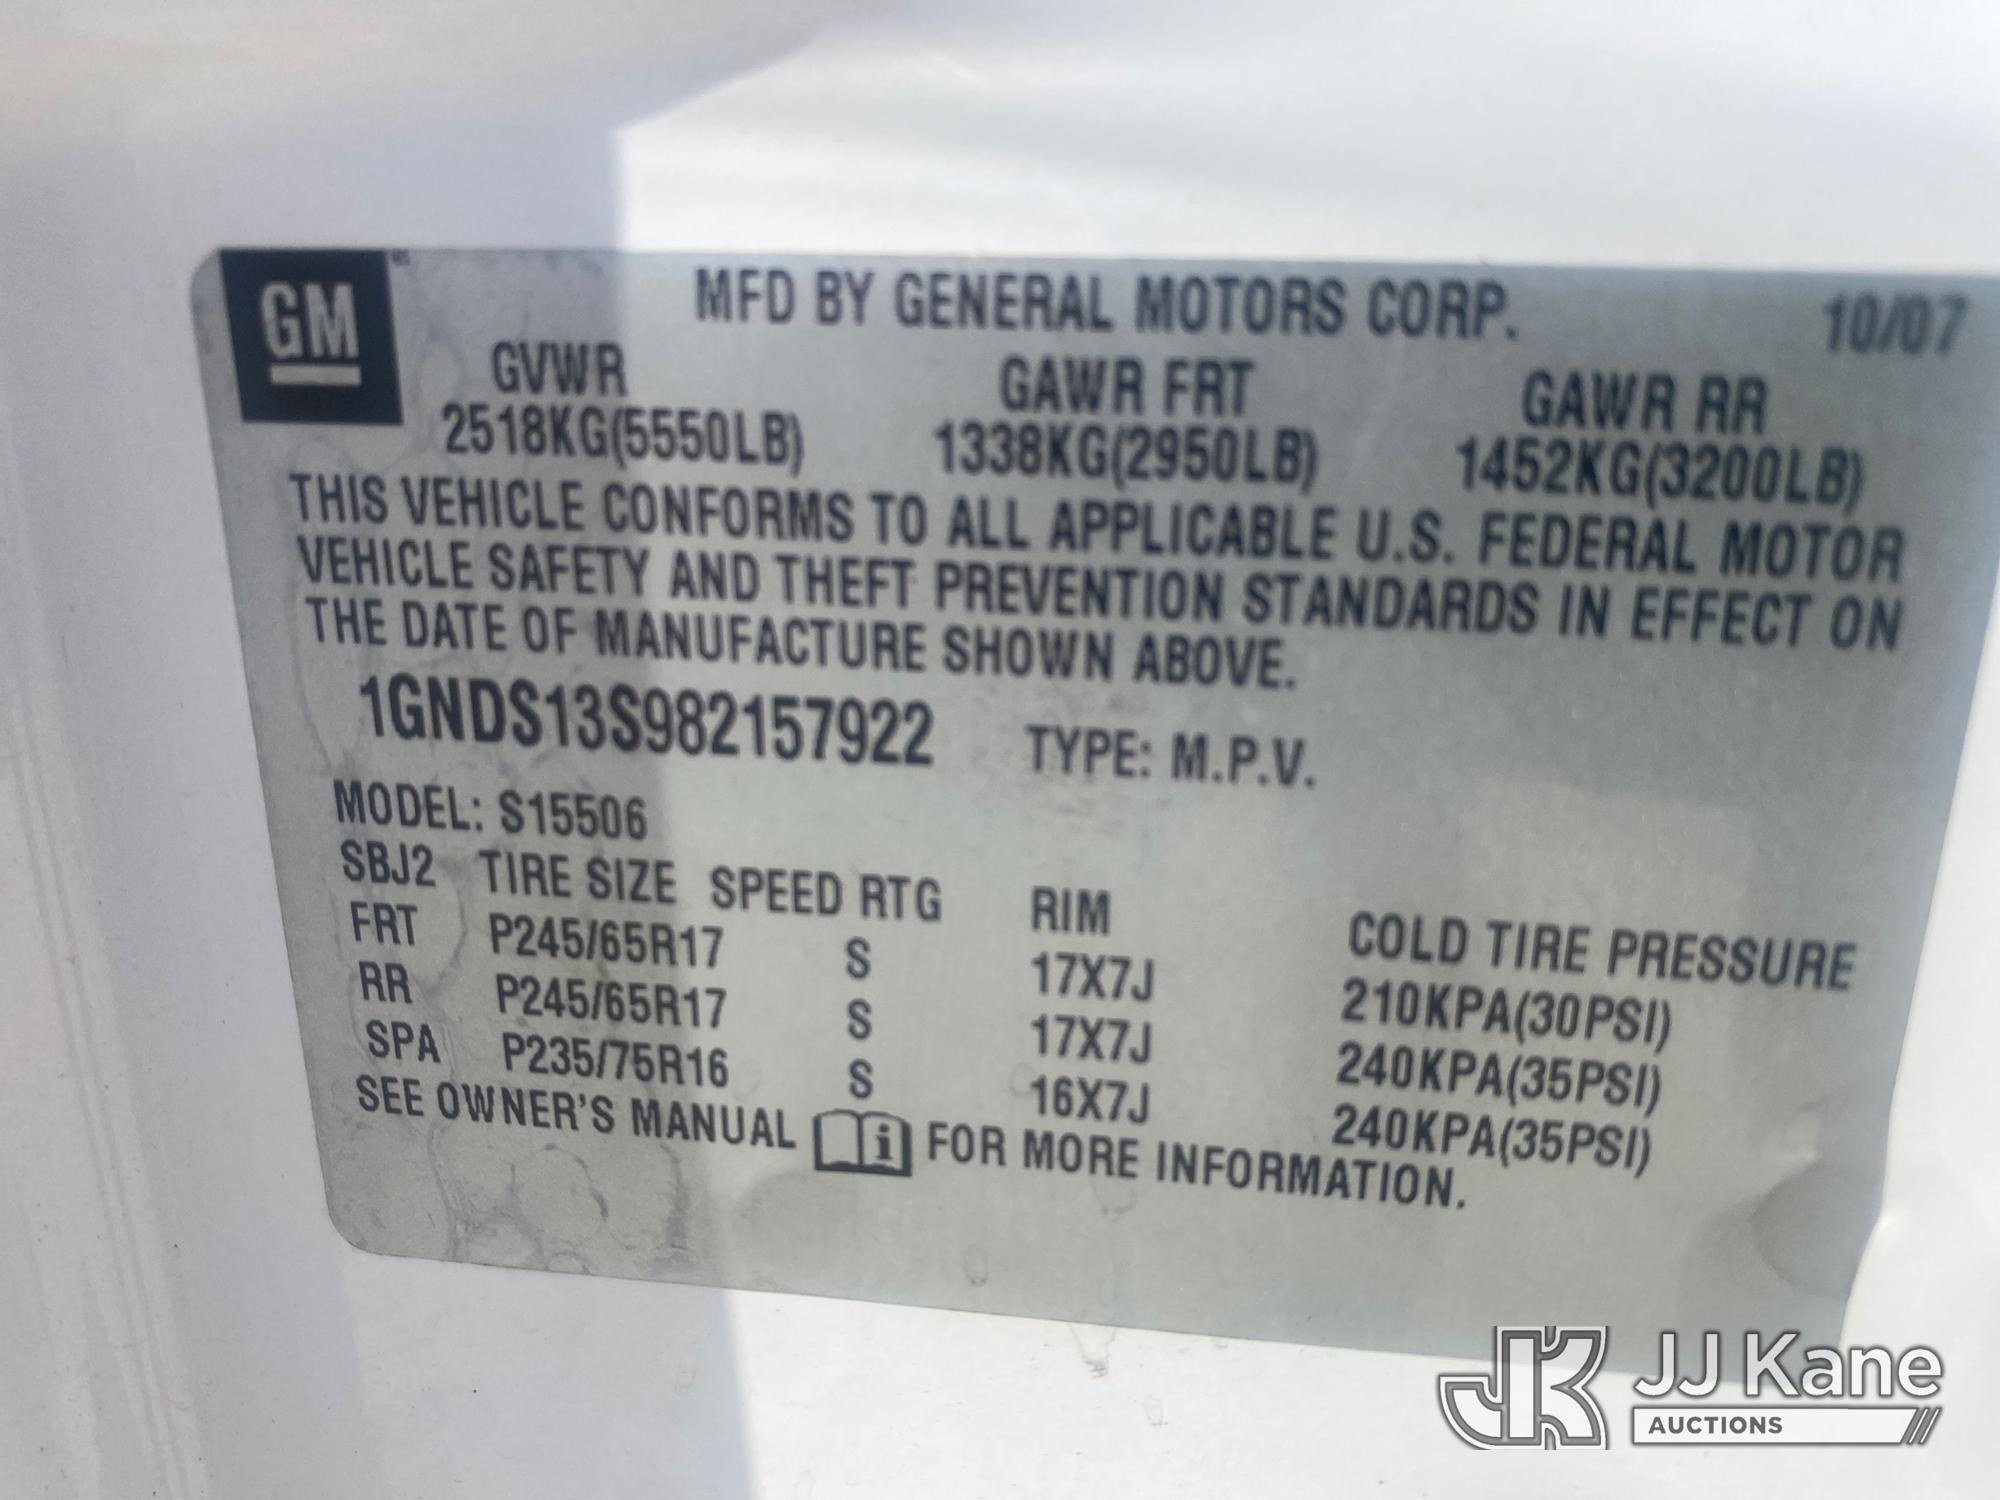 GM
MFD BY GENERAL MOTORS CORP. 10/07
GVWR GAWR FRT GAWR RR
2518KG(5550LB) 1338KG(2950LB) 1452KG(3200LB)
THIS VEHICLE CONFORMS TO ALL APPLICABLE U.S. FEDERAL MOTOR
VEHICLE SAFETY AND THEFT PREVENTION STANDARDS IN EFFECT ON
THE DATE OF MANUFACTURE SHOWN ABOVE.
1GNDS13S982157922 TYPE: M.P.V.
MODEL: S15506
SBJ2 TIRE SIZE SPEED RTG RIM COLD TIRE PRESSURE
FRT P245/65R17 S 17X7J 210KPA(30PSI)
RR P245/65R17 S 17X7J 240KPA(35PSI)
SPA P235/75R16 S 16X7J 240KPA(35PSI)
SEE OWNER'S MANUAL i FOR MORE INFORMATION.
JK JJ Kane
AUCTIONS